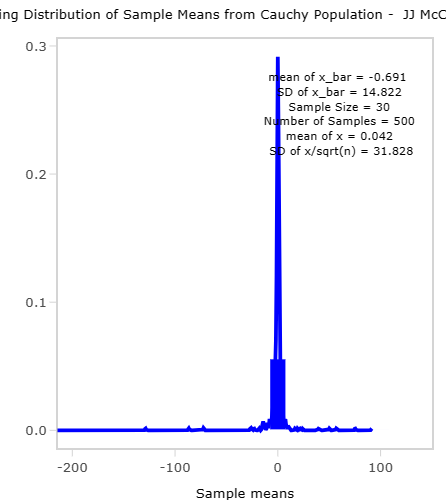 ing Distribution of Sample Means from Cauchy Population - JJ McC
0.3
mean of x_bar = -0.691
SD of x_bar = 14.822
Sample Size = 30
Number of Samples = 500
mean of x = 0.042
SD of x/sqrt(n) = 31.828
0.2
0.1
0.0
-200 -100 0 100
Sample means